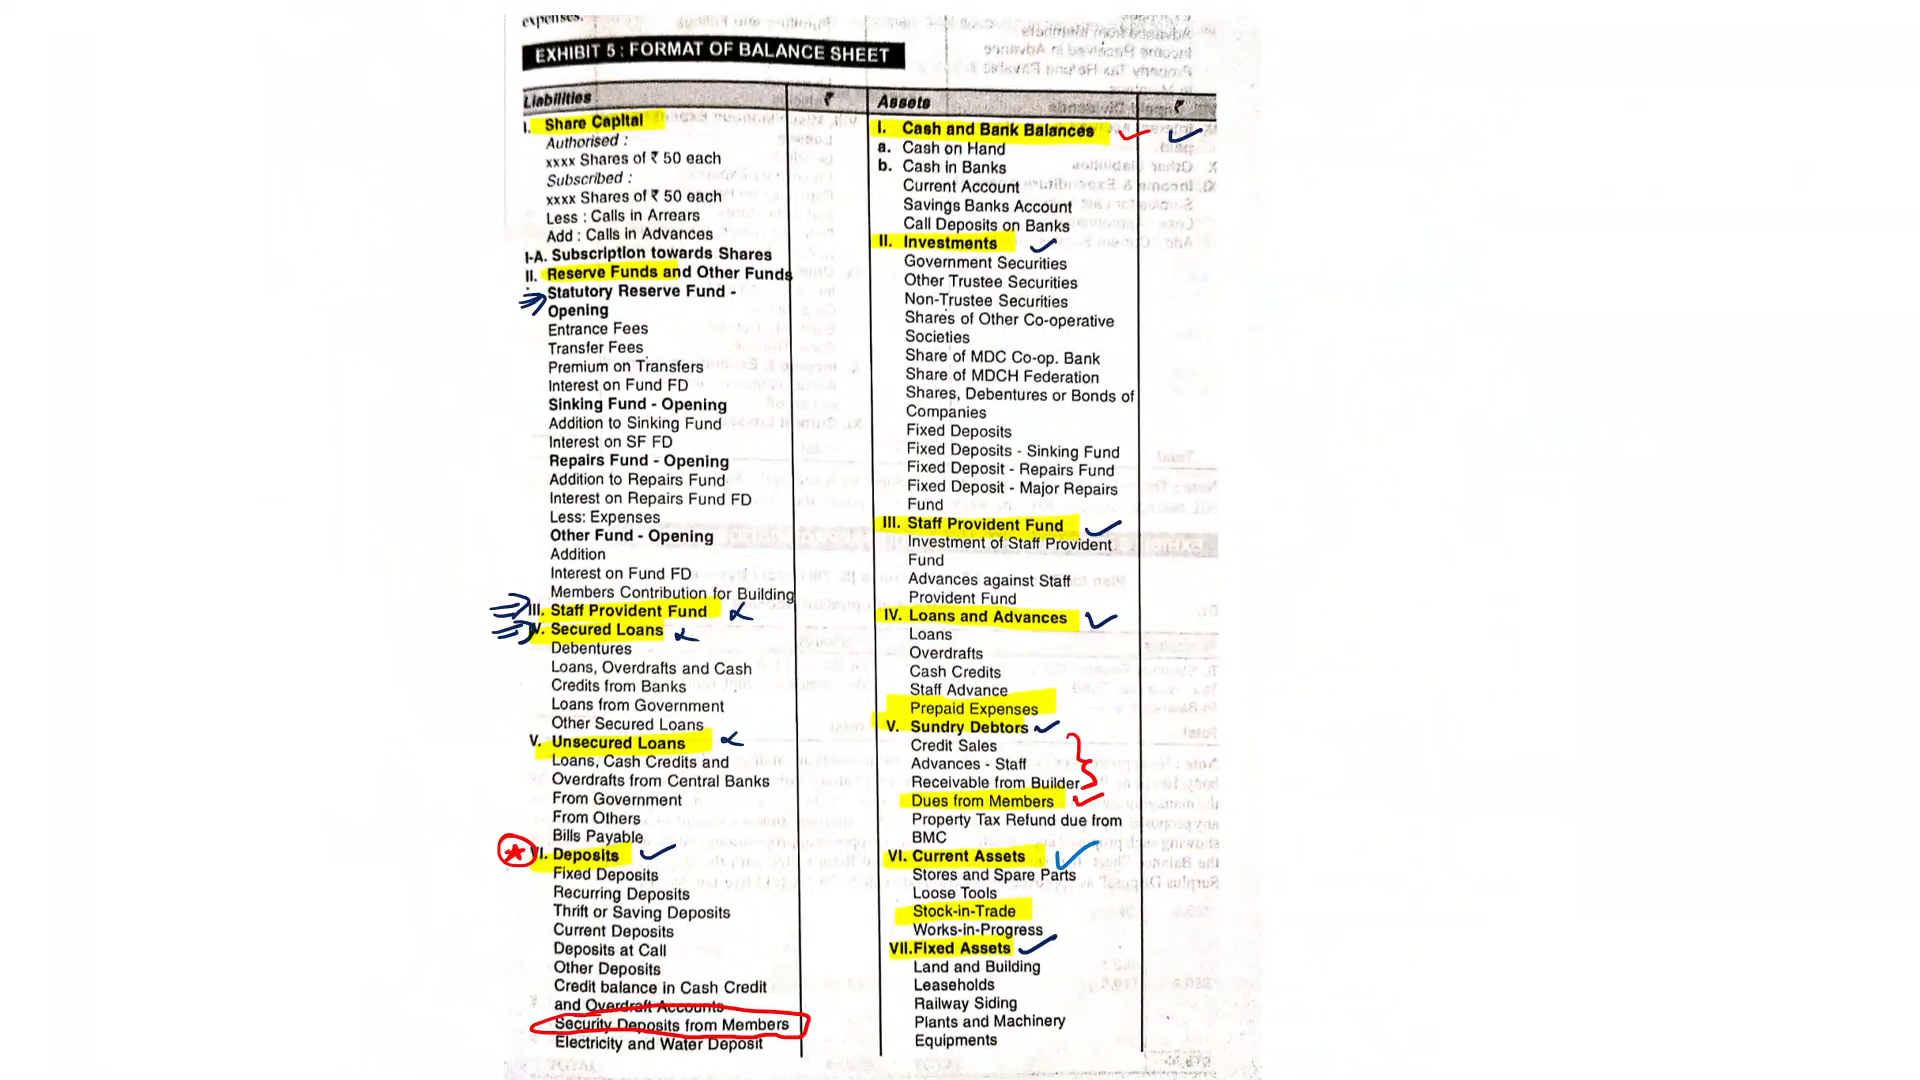 expenses.
EXHIBIT 5 : FORMAT OF BALANCE SHEET
Liabilities ₹ Assets ₹
I. Share Capital
Authorised :
xxxx Shares of ₹ 50 each
Subscribed :
xxxx Shares of ₹ 50 each
Less : Calls in Arrears
Add : Calls in Advances
I-A. Subscription towards Shares
II. Reserve Funds and Other Funds
Statutory Reserve Fund -
Opening
Entrance Fees
Transfer Fees
Premium on Transfers
Interest on Fund FD
Sinking Fund - Opening
Addition to Sinking Fund
Interest on SF FD
Repairs Fund - Opening
Addition to Repairs Fund
Interest on Repairs Fund FD
Less: Expenses
Other Fund - Opening
Addition
Interest on Fund FD
Members Contribution for Building
III. Staff Provident Fund
IV. Secured Loans
Debentures
Loans, Overdrafts and Cash
Credits from Banks
Loans from Government
Other Secured Loans
V. Unsecured Loans
Loans, Cash Credits and
Overdrafts from Central Banks
From Government
From Others
Bills Payable
VI. Deposits
Fixed Deposits
Recurring Deposits
Thrift or Saving Deposits
Current Deposits
Deposits at Call
Other Deposits
Credit balance in Cash Credit
and Overdraft Accounts
Security Deposits from Members
Electricity and Water Deposit
I. Cash and Bank Balances
a. Cash on Hand
b. Cash in Banks
Current Account
Savings Banks Account
Call Deposits on Banks
II. Investments
Government Securities
Other Trustee Securities
Non-Trustee Securities
Shares of Other Co-operative
Societies
Share of MDC Co-op. Bank
Share of MDCH Federation
Shares, Debentures or Bonds of
Companies
Fixed Deposits
Fixed Deposits - Sinking Fund
Fixed Deposit - Repairs Fund
Fixed Deposit - Major Repairs
Fund
III. Staff Provident Fund
Investment of Staff Provident
Fund
Advances against Staff
Provident Fund
IV. Loans and Advances
Loans
Overdrafts
Cash Credits
Staff Advance
Prepaid Expenses
V. Sundry Debtors
Credit Sales
Advances - Staff
Receivable from Builder
Dues from Members
Property Tax Refund due from
BMC
VI. Current Assets
Stores and Spare Parts
Loose Tools
Stock-in-Trade
Works-in-Progress
VII. Fixed Assets
Land and Building
Leaseholds
Railway Siding
Plants and Machinery
Equipments